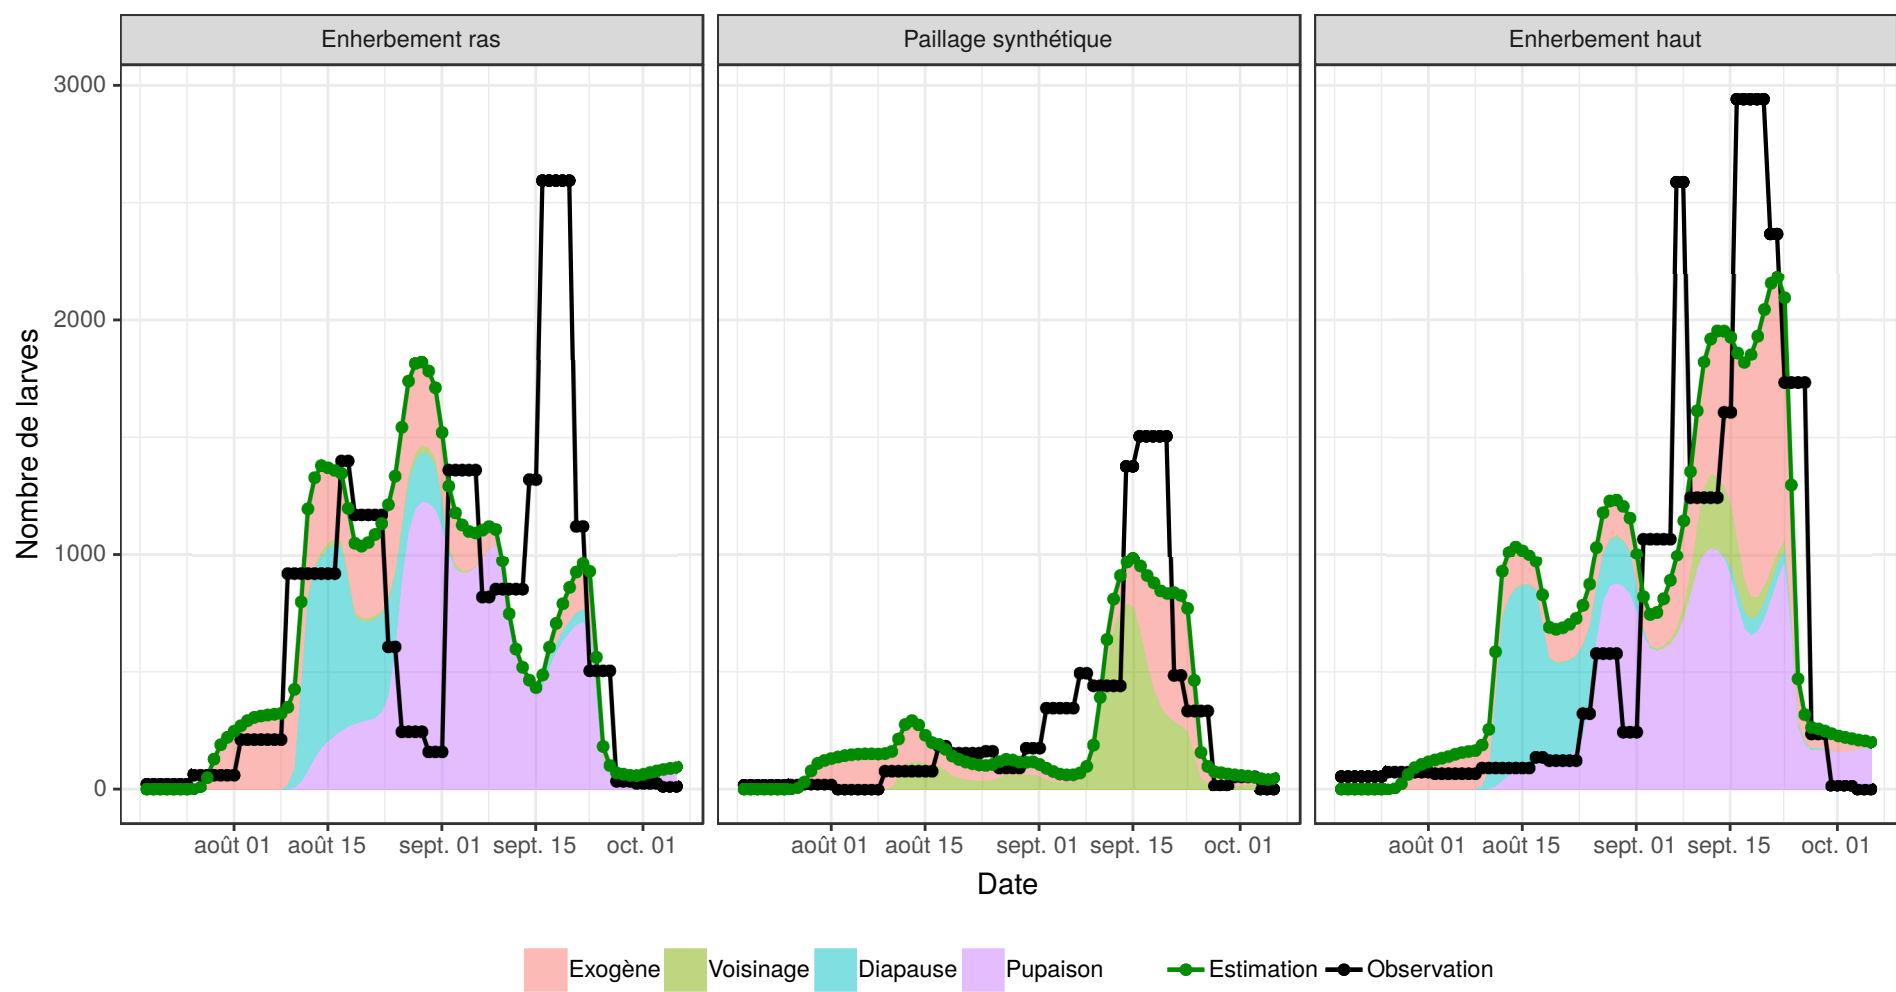 Enherbement ras
Paillage synthétique
Enherbement haut
Nombre de larves
3000
2000
1000
0
août 01 août 15 sept. 01 sept. 15 oct. 01
août 01 août 15 sept. 01 sept. 15 oct. 01
août 01 août 15 sept. 01 sept. 15 oct. 01
Date
Exogène Voisinage Diapause Pupaison Estimation Observation